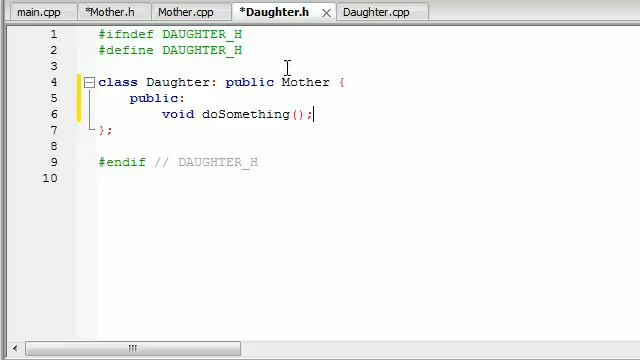 main.cpp *Mother.h Mother.cpp *Daughter.h Daughter.cpp
1 #ifndef DAUGHTER_H
2 #define DAUGHTER_H
3
4 class Daughter: public Mother {
5 public:
6 void doSomething();
7 };
8
9 #endif // DAUGHTER_H
10